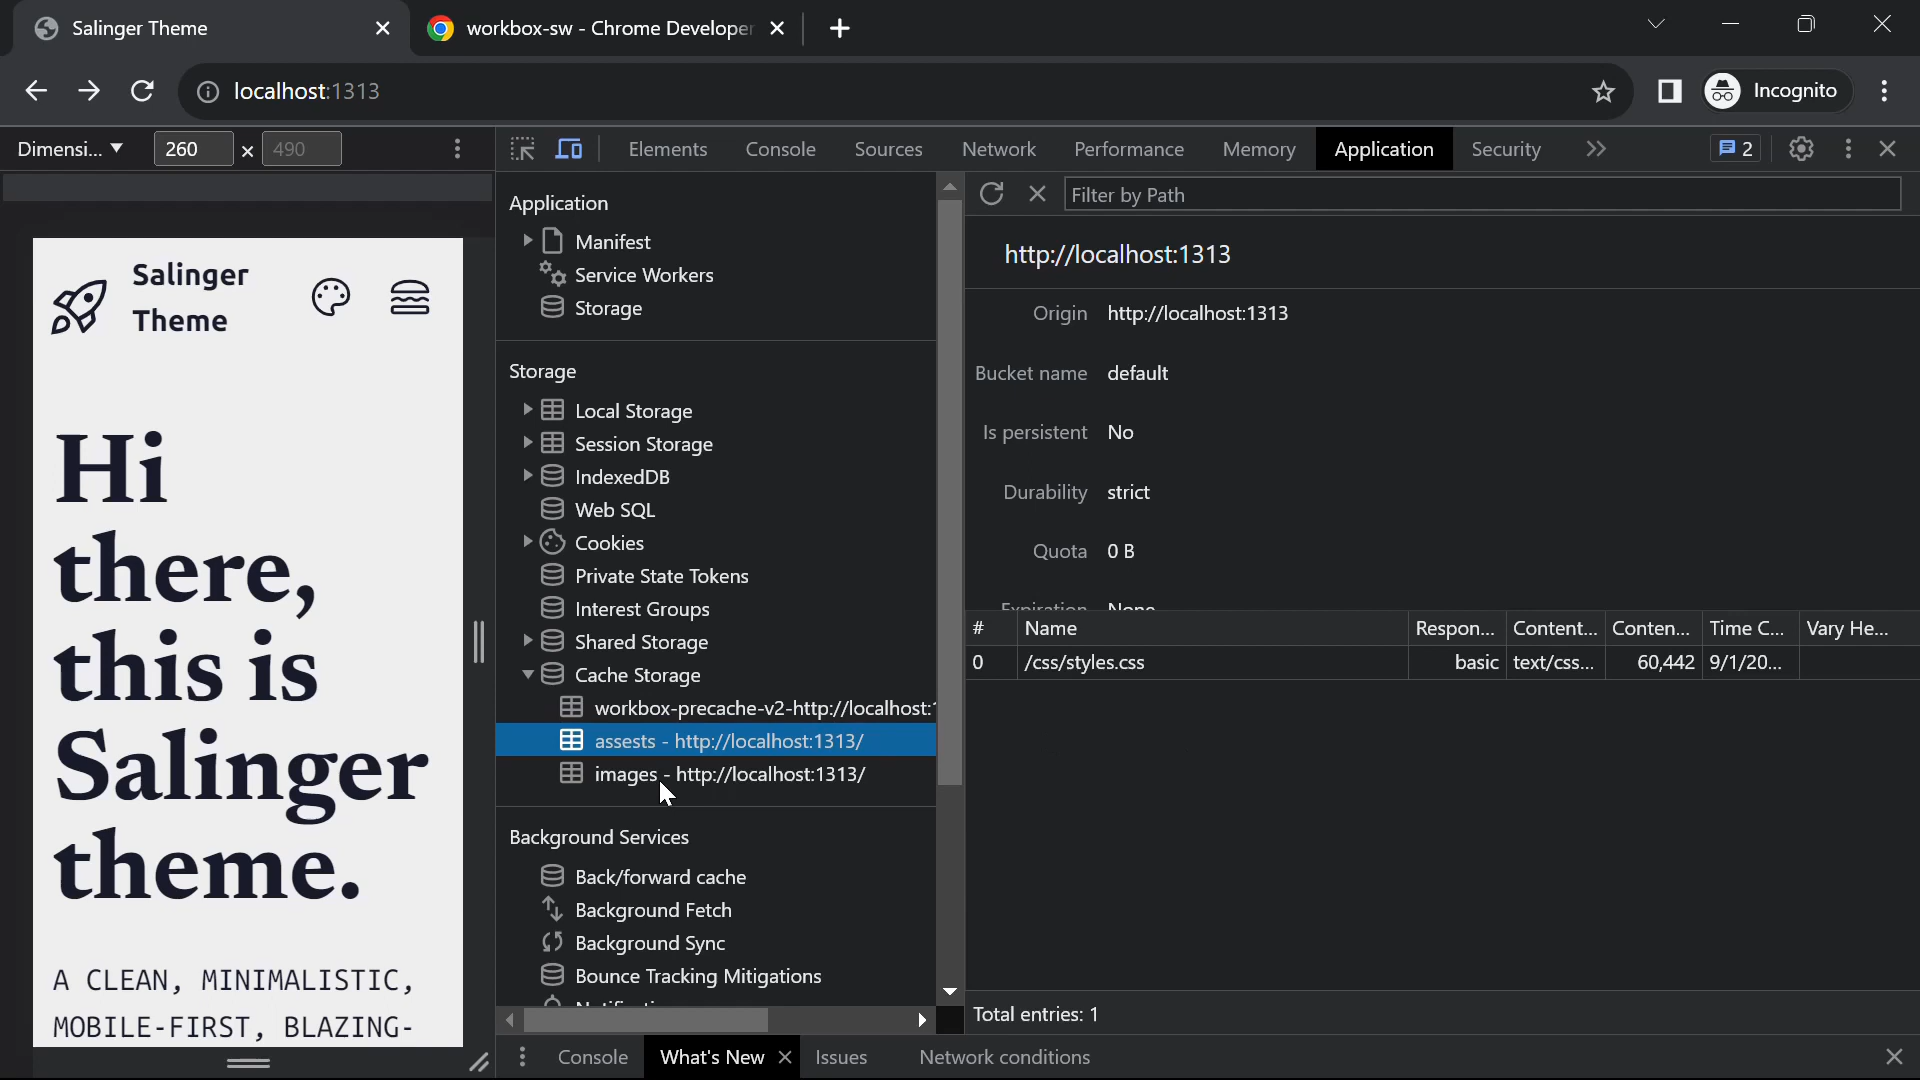 Salinger Theme
workbox-sw - Chrome Developer
localhost:1313
Incognito
Dimensi...
260 × 490
Elements
Console
Sources
Network
Performance
Memory
Application
Security
2
Salinger
Theme
Hi
there,
this is
Salinger
theme.
A CLEAN, MINIMALISTIC,
MOBILE-FIRST, BLAZING-
Application
Manifest
Service Workers
Storage
Storage
Local Storage
Session Storage
IndexedDB
Web SQL
Cookies
Private State Tokens
Interest Groups
Shared Storage
Cache Storage
workbox-precache-v2-http://localhost:1
assests - http://localhost:1313/
images - http://localhost:1313/
Background Services
Back/forward cache
Background Fetch
Background Sync
Bounce Tracking Mitigations
Filter by Path
http://localhost:1313
Origin http://localhost:1313
Bucket name default
Is persistent No
Durability strict
Quota 0 B
Expiration None
# Name Respon... Content... Conten... Time C... Vary He...
0 /css/styles.css basic text/css... 60,442 9/1/20...
Total entries: 1
Console
What's New
Issues
Network conditions